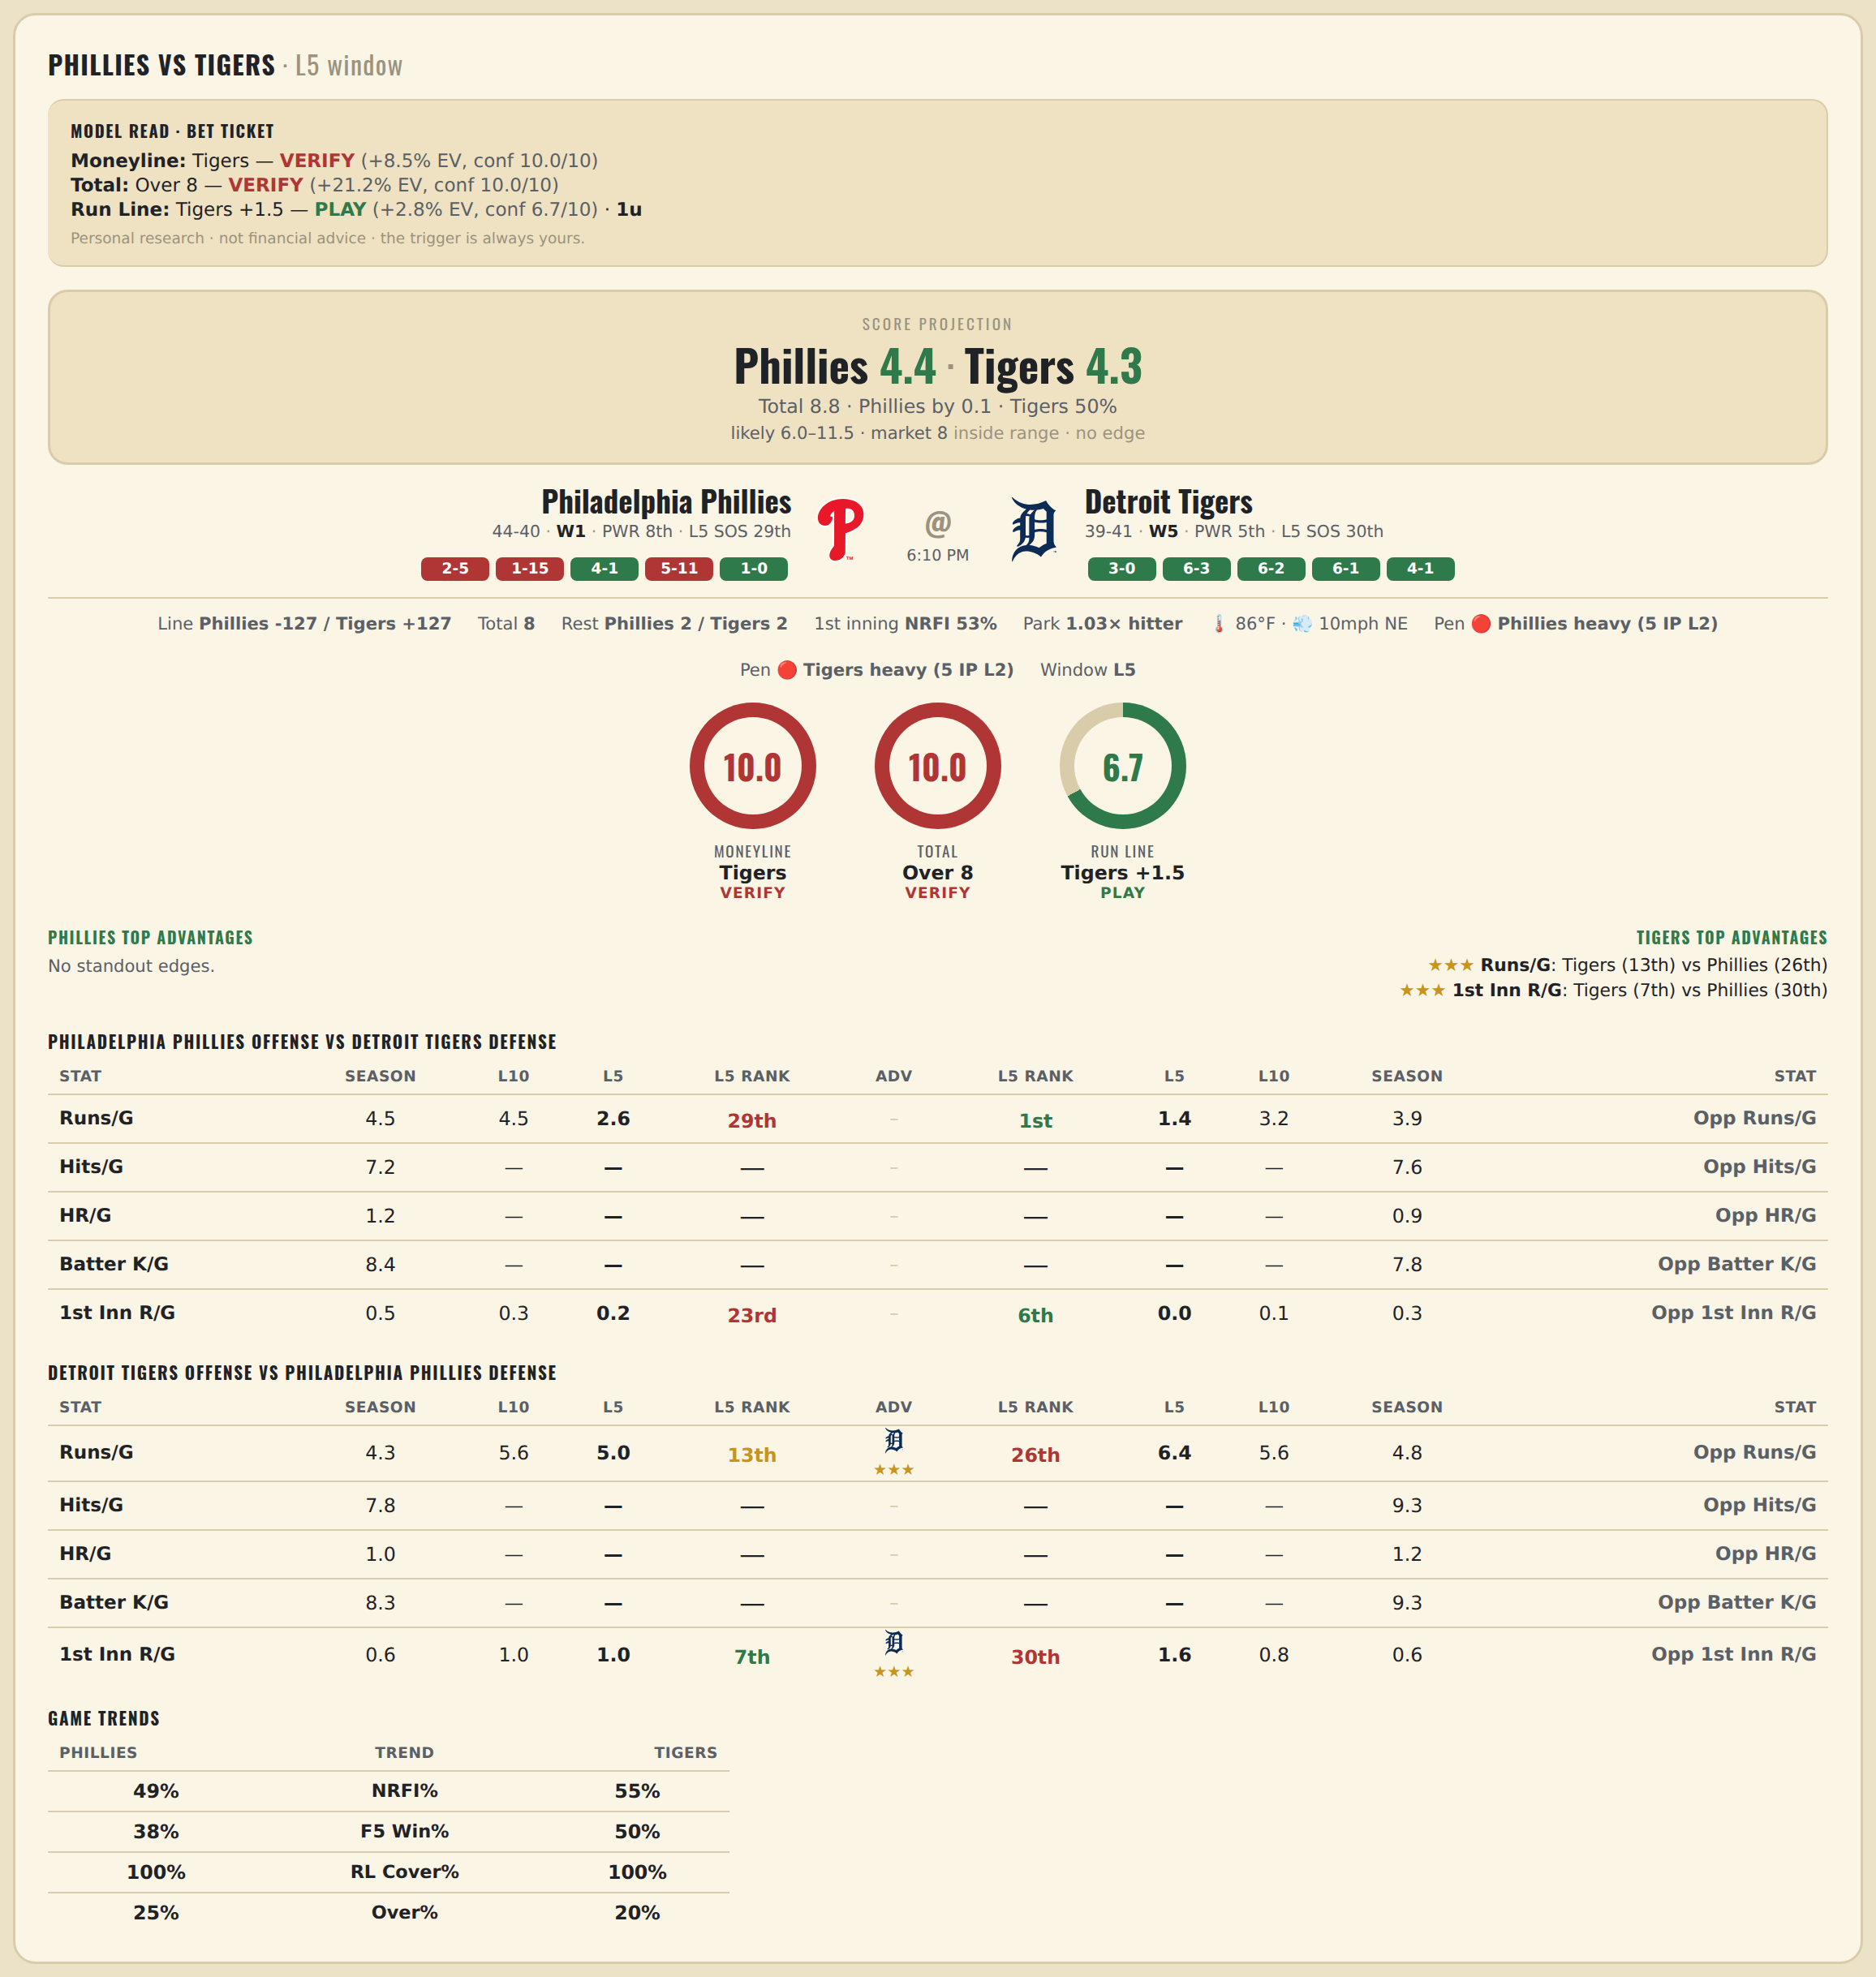 PHILLIES VS TIGERS · L5 window
MODEL READ · BET TICKET
Moneyline: Tigers — VERIFY (+8.5% EV, conf 10.0/10)
Total: Over 8 — VERIFY (+21.2% EV, conf 10.0/10)
Run Line: Tigers +1.5 — PLAY (+2.8% EV, conf 6.7/10) · 1u
Personal research · not financial advice · the trigger is always yours.
SCORE PROJECTION
Phillies 4.4 · Tigers 4.3
Total 8.8 · Phillies by 0.1 · Tigers 50%
likely 6.0–11.5 · market 8 inside range · no edge
Philadelphia Phillies
44-40 · W1 · PWR 8th · L5 SOS 29th
2-5 1-15 4-1 5-11 1-0
P
@
6:10 PM
D
Detroit Tigers
39-41 · W5 · PWR 5th · L5 SOS 30th
3-0 6-3 6-2 6-1 4-1
Line Phillies -127 / Tigers +127 Total 8 Rest Phillies 2 / Tigers 2 1st inning NRFI 53% Park 1.03× hitter 🌡️ 86°F · 💨 10mph NE Pen 🔴 Phillies heavy (5 IP L2)
Pen 🔴 Tigers heavy (5 IP L2) Window L5
10.0 10.0 6.7
MONEYLINE TOTAL RUN LINE
Tigers Over 8 Tigers +1.5
VERIFY VERIFY PLAY
PHILLIES TOP ADVANTAGES
No standout edges.
TIGERS TOP ADVANTAGES
★★★ Runs/G: Tigers (13th) vs Phillies (26th)
★★★ 1st Inn R/G: Tigers (7th) vs Phillies (30th)
PHILADELPHIA PHILLIES OFFENSE VS DETROIT TIGERS DEFENSE
STAT SEASON L10 L5 L5 RANK ADV L5 RANK L5 L10 SEASON STAT
Runs/G 4.5 4.5 2.6 29th – 1st 1.4 3.2 3.9 Opp Runs/G
Hits/G 7.2 — — — – — — — 7.6 Opp Hits/G
HR/G 1.2 — — — – — — — 0.9 Opp HR/G
Batter K/G 8.4 — — — – — — — 7.8 Opp Batter K/G
1st Inn R/G 0.5 0.3 0.2 23rd – 6th 0.0 0.1 0.3 Opp 1st Inn R/G
DETROIT TIGERS OFFENSE VS PHILADELPHIA PHILLIES DEFENSE
STAT SEASON L10 L5 L5 RANK ADV L5 RANK L5 L10 SEASON STAT
Runs/G 4.3 5.6 5.0 13th D ★★★ 26th 6.4 5.6 4.8 Opp Runs/G
Hits/G 7.8 — — — – — — — 9.3 Opp Hits/G
HR/G 1.0 — — — – — — — 1.2 Opp HR/G
Batter K/G 8.3 — — — – — — — 9.3 Opp Batter K/G
1st Inn R/G 0.6 1.0 1.0 7th D ★★★ 30th 1.6 0.8 0.6 Opp 1st Inn R/G
GAME TRENDS
PHILLIES TREND TIGERS
49% NRFI% 55%
38% F5 Win% 50%
100% RL Cover% 100%
25% Over% 20%